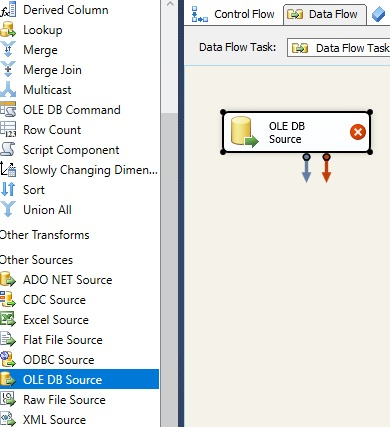 Derived Column
Lookup
Merge
Merge Join
Multicast
OLE DB Command
Row Count
Script Component
Slowly Changing Dimen...
Sort
Union All
Other Transforms
Other Sources
ADO NET Source
CDC Source
Excel Source
Flat File Source
ODBC Source
OLE DB Source
Raw File Source
XML Source
Control Flow
Data Flow
Data Flow Task:
Data Flow Task
OLE DB
Source